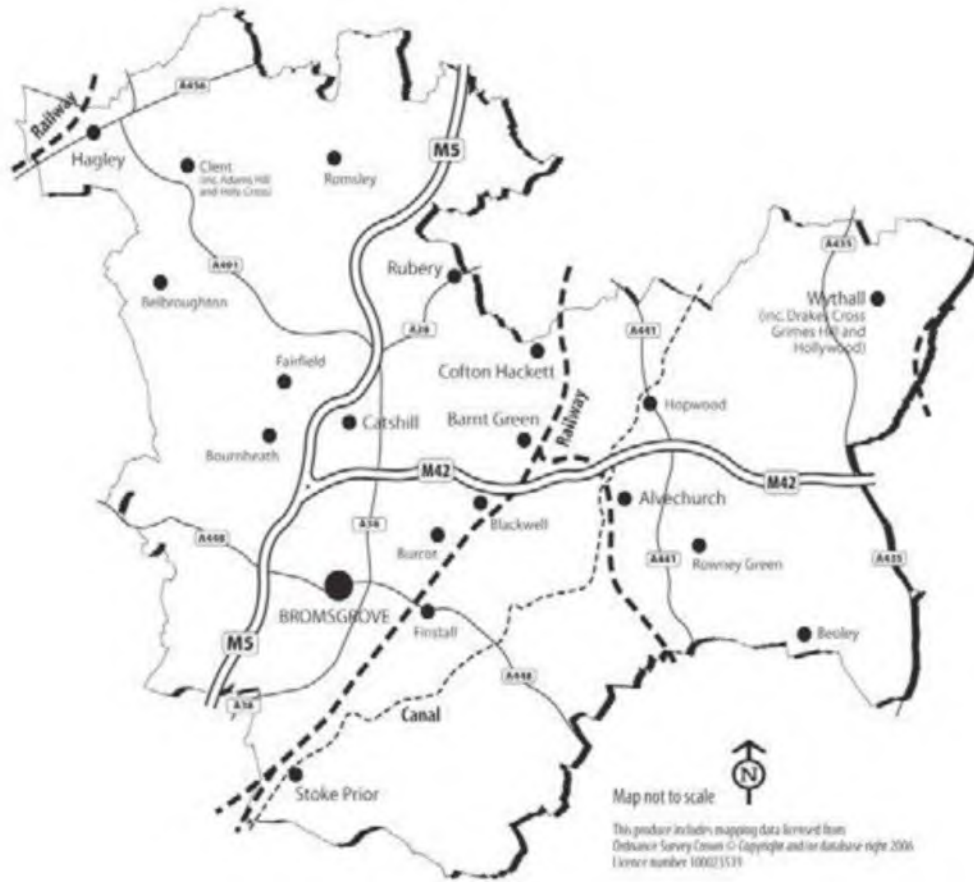 A456
Railway
M5
Hagley
Clent
(inc. Adams Hill
and Holy Cross)
Romsley
A435
A491
Rubery
Belbroughton
Wythall
(inc. Drakes Cross
Grimes Hill and
Hollywood)
A38
A441
Cofton Hackett
Fairfield
Railway
Hopwood
Catshill
Barnt Green
Bournheath
M42
M42
Alvechurch
Blackwell
A38
A448
Burcot
Rowney Green
A441
A435
BROMSGROVE
Finstall
Beoley
M5
A448
A38
Canal
N
Stoke Prior
Map not to scale
This produce includes mapping data licensed from
Ordnance Survey Crown © Copyright and/or database right 2006
Licence number 100023531